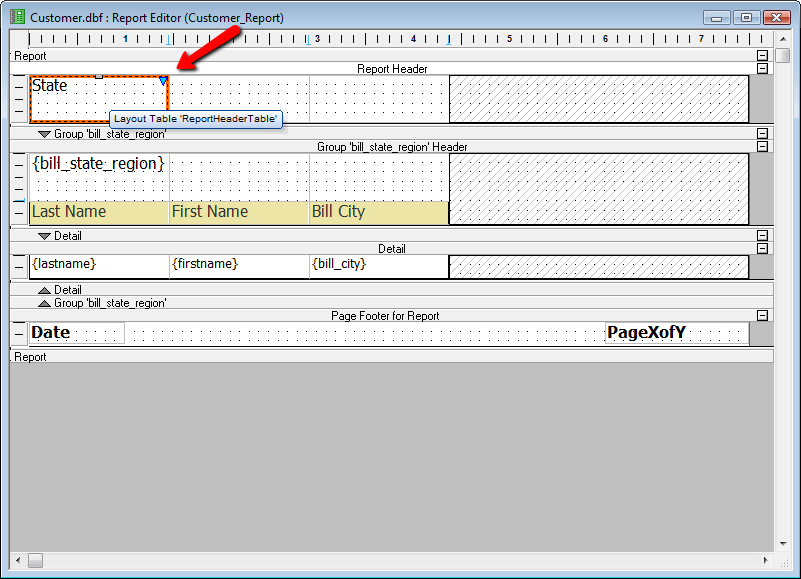 Customer.dbf : Report Editor (Customer_Report)
1 3 4 5 6 7
Report
Report Header
State
Layout Table 'ReportHeaderTable'
Group 'bill_state_region'
Group 'bill_state_region' Header
{bill_state_region}
Last Name First Name Bill City
Detail
Detail
{lastname} {firstname} {bill_city}
Detail
Group 'bill_state_region'
Page Footer for Report
Date PageXofY
Report